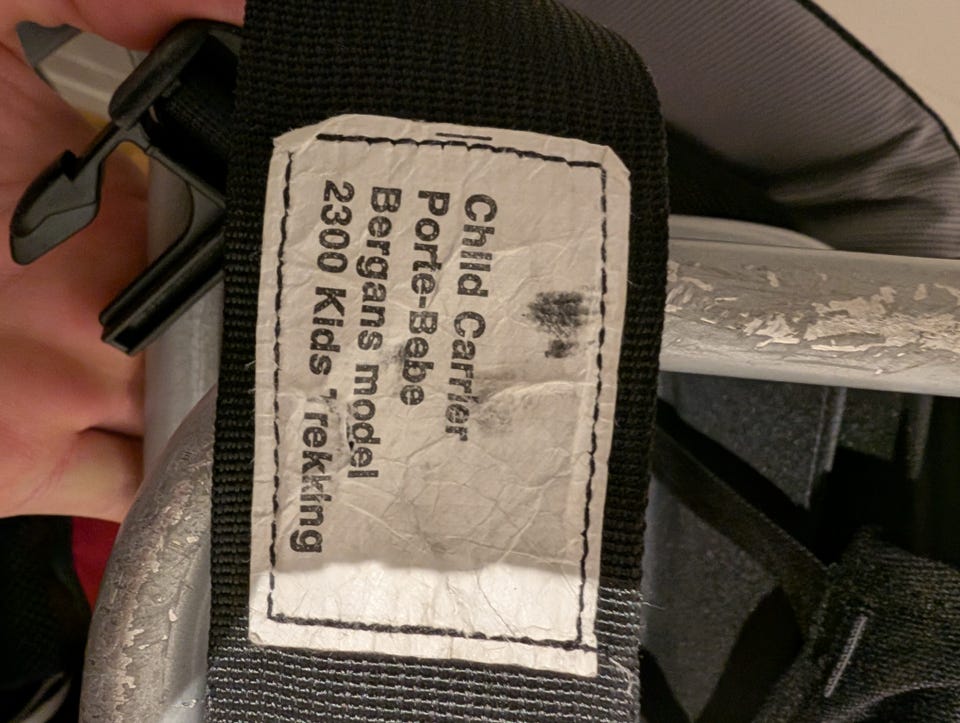 Child Carrier
Porte-Bebe
Bergans model
2300 Kids Trekking